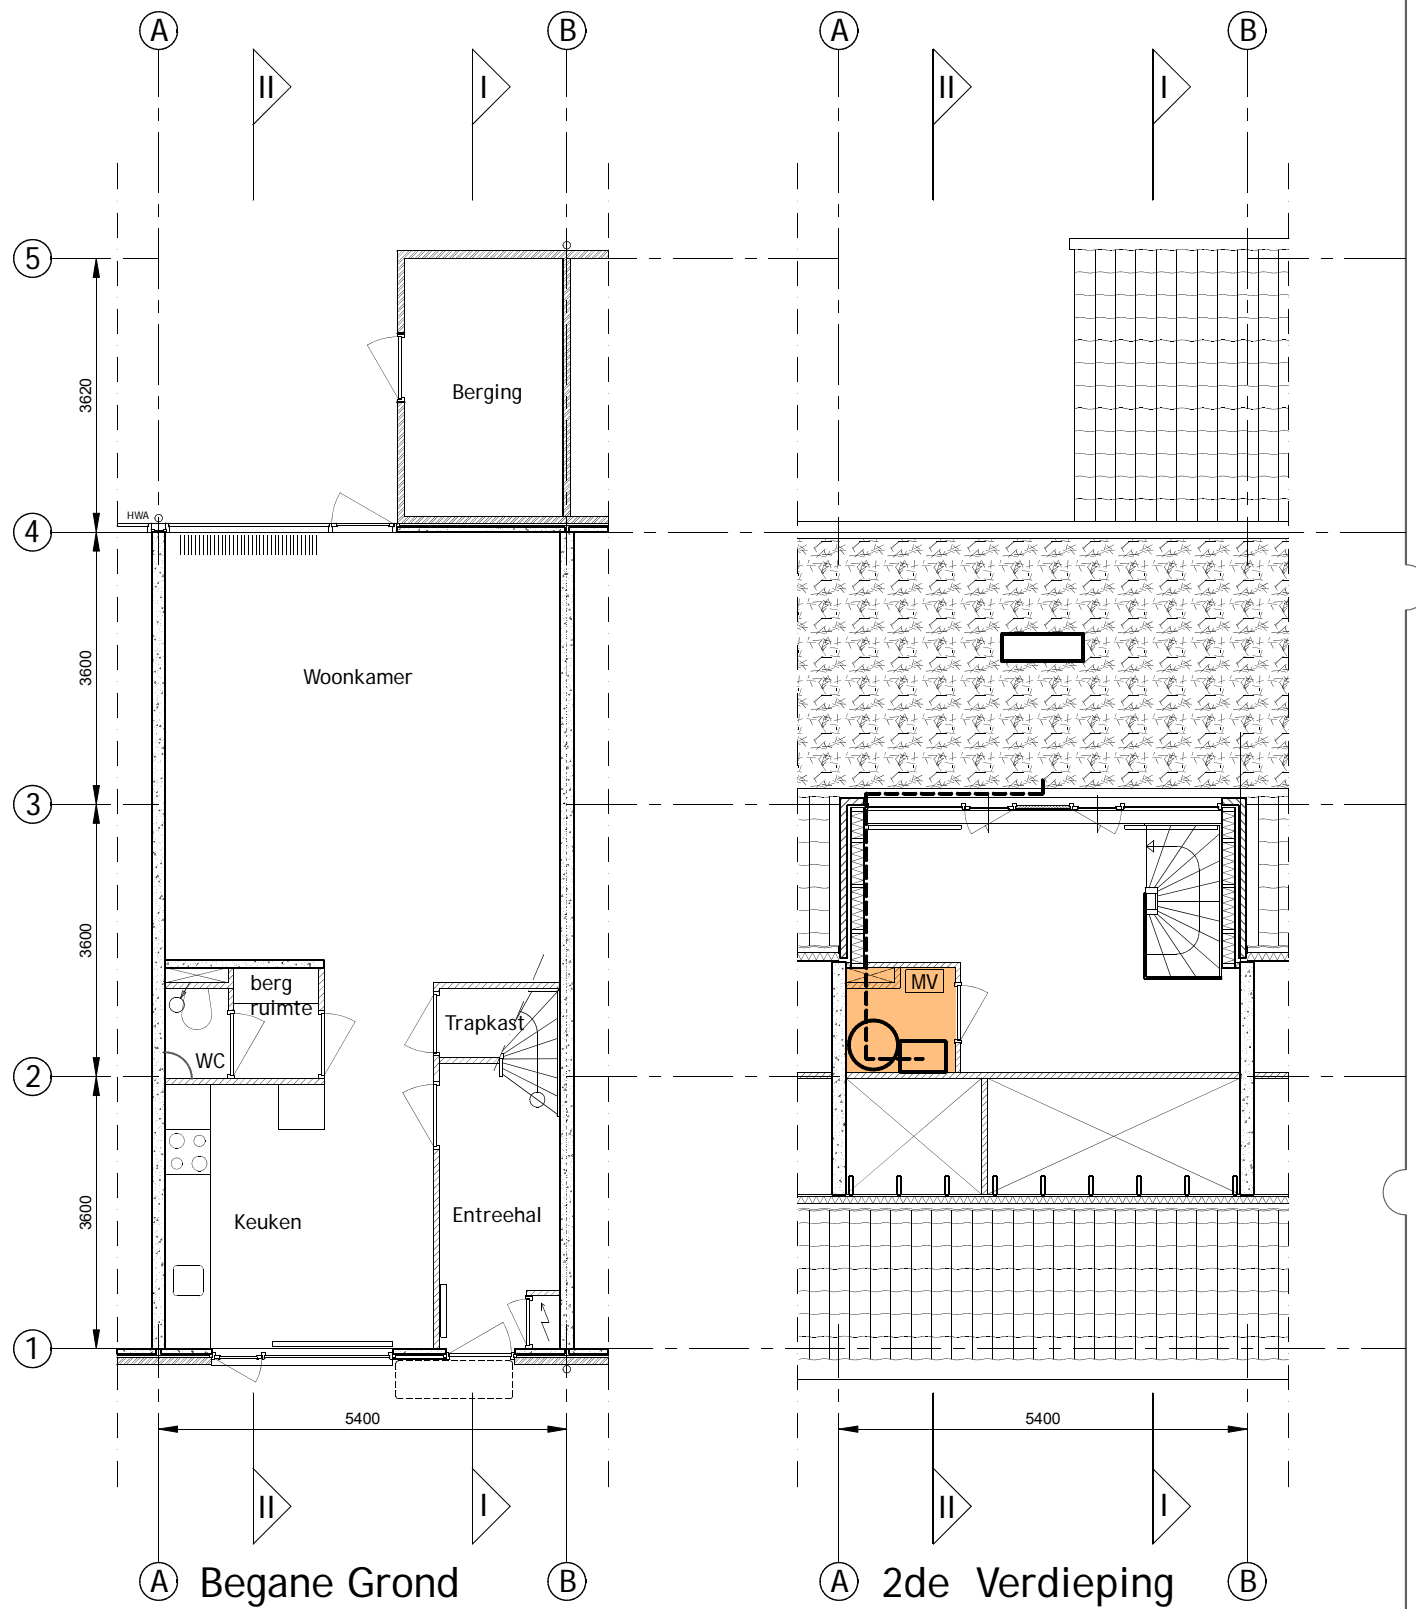 A
B
A
B
II
I
II
I
5
3620
Berging
HWA
4
3600
Woonkamer
3
3600
berg
ruimte
MV
Trapkast
WC
2
3600
Keuken
Entreehal
1
5400
5400
II
I
II
I
A
Begane Grond
B
A
2de Verdieping
B